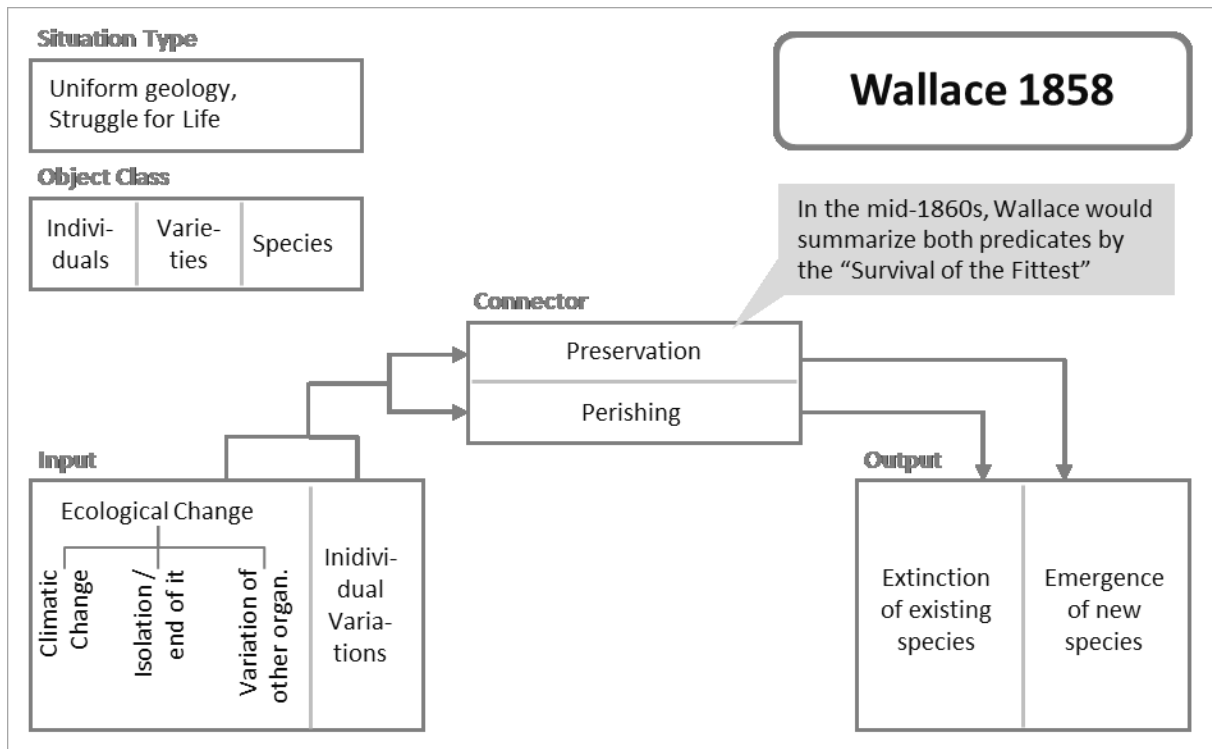 Situation Type
Uniform geology,
Struggle for Life
Wallace 1858
Object Class
Indivi-
duals
Varie-
ties
Species
In the mid-1860s, Wallace would
summarize both predicates by
the “Survival of the Fittest”
Connector
Preservation
Perishing
Input
Ecological Change
Climatic
Change
Isolation /
end of it
Variation of
other organ.
Inidivi-
dual
Varia-
tions
Output
Extinction
of existing
species
Emergence
of new
species